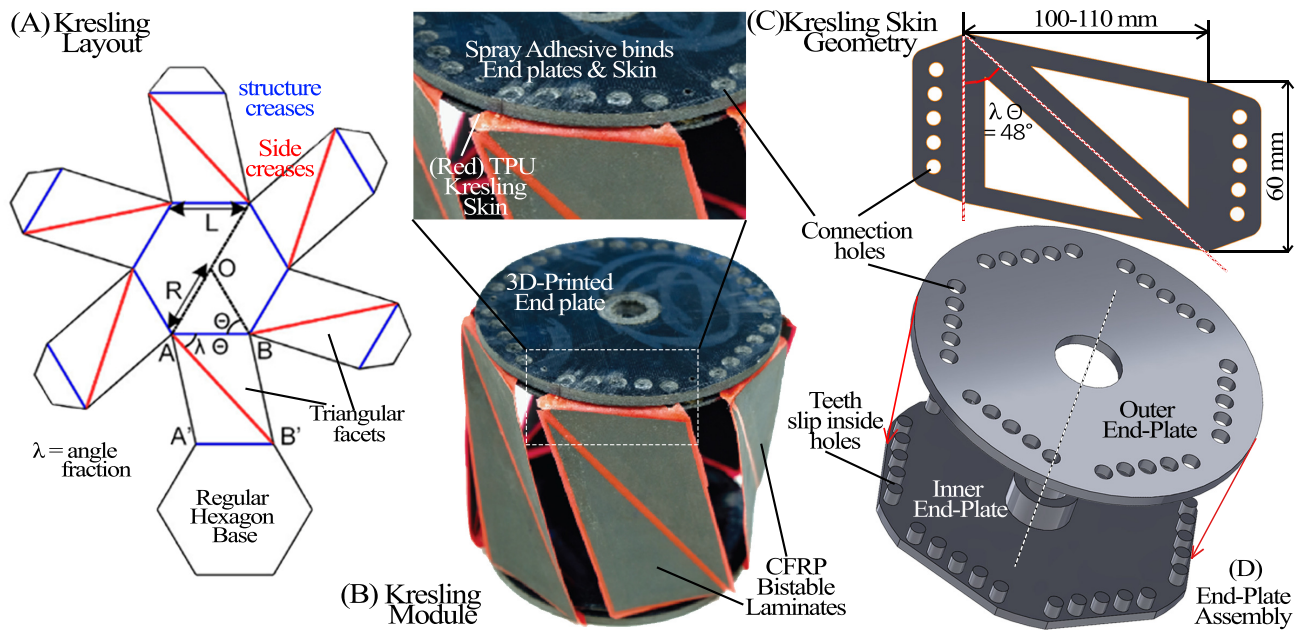 (A) Kresling
Layout
structure
creases
Side
creases
L
O
R
Θ
A
λ Θ
B
A'
B'
Triangular
facets
λ = angle
fraction
Regular
Hexagon
Base
Spray Adhesive binds
End plates & Skin
(Red) TPU
Kresling
Skin
3D-Printed
End plate
(B) Kresling
Module
CFRP
Bistable
Laminates
(C) Kresling Skin
Geometry
100-110 mm
λ Θ
= 48°
60 mm
Connection
holes
Teeth
slip inside
holes
Outer
End-Plate
Inner
End-Plate
(D)
End-Plate
Assembly